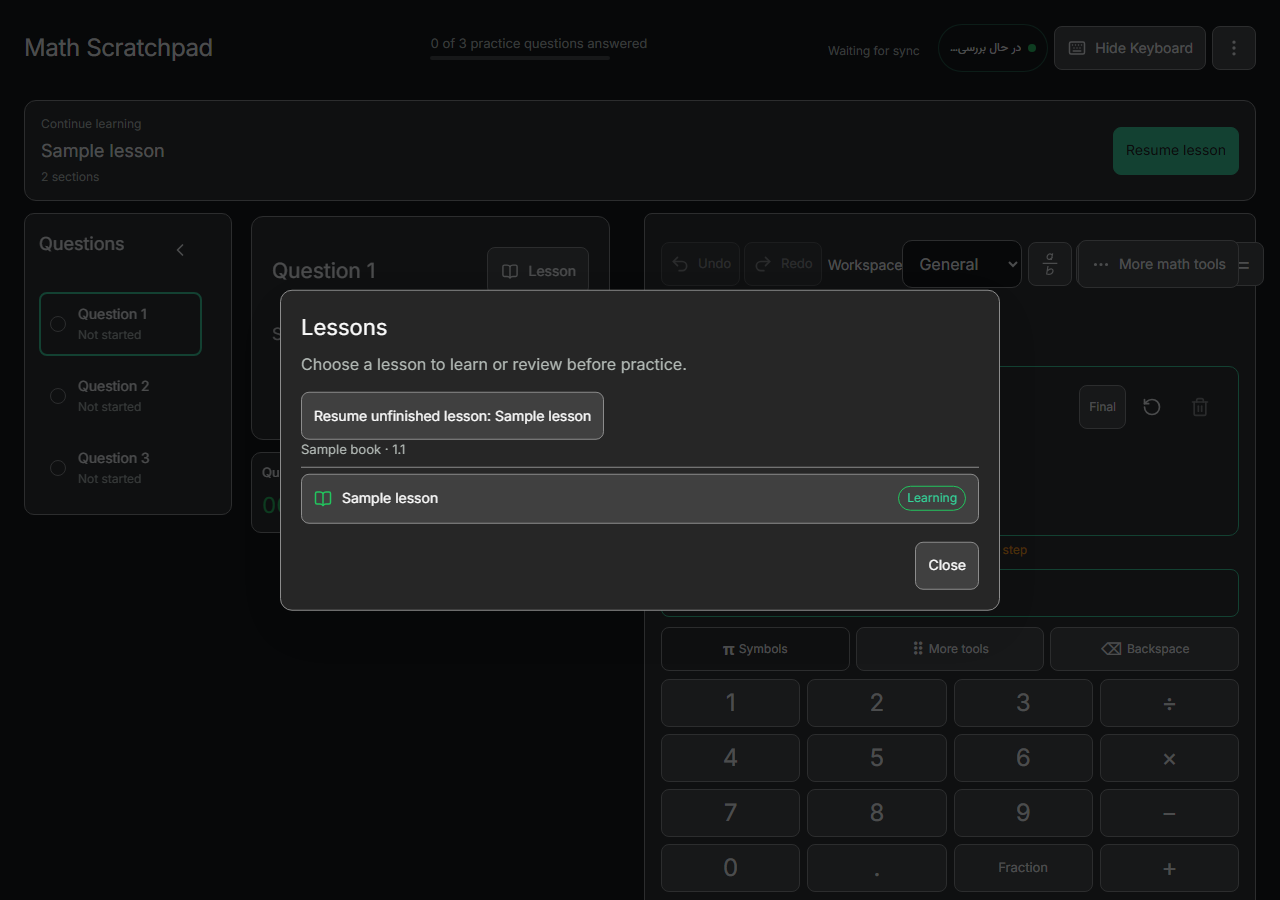 Math Scratchpad
0 of 3 practice questions answered
Waiting for sync
در حال بررسی...
Hide Keyboard
Continue learning
Sample lesson
2 sections
Resume lesson
Questions
Question 1
Not started
Question 2
Not started
Question 3
Not started
Question 1
Lesson
Undo
Redo
Workspace
General
a
b
More math tools
=
Lessons
Choose a lesson to learn or review before practice.
Resume unfinished lesson: Sample lesson
Sample book · 1.1
Sample lesson
Learning
Close
Final
step
π Symbols
More tools
Backspace
1 2 3 ÷
4 5 6 ×
7 8 9 −
0 . Fraction +